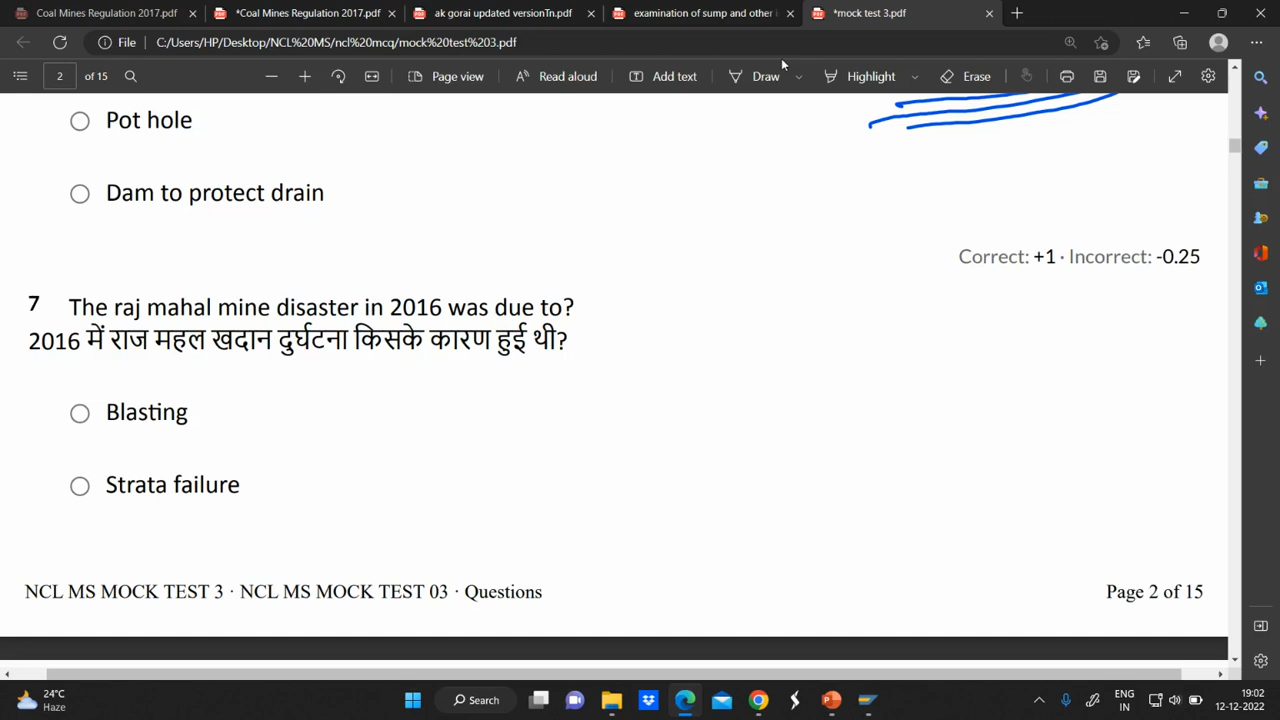 Coal Mines Regulation 2017.pdf
*Coal Mines Regulation 2017.pdf
ak gorai updated versionTn.pdf
examination of sump and other
*mock test 3.pdf
File
C:/Users/HP/Desktop/NCL%20MS/ncl%20mcq/mock%20test%203.pdf
2 of 15
Page view
Read aloud
Add text
Draw
Highlight
Erase
Pot hole
Dam to protect drain
Correct: +1 · Incorrect: -0.25
7 The raj mahal mine disaster in 2016 was due to?
2016 में राज महल खदान दुर्घटना किसके कारण हुई थी?
Blasting
Strata failure
NCL MS MOCK TEST 3 · NCL MS MOCK TEST 03 · Questions
Page 2 of 15
24°C
Haze
Search
ENG
IN
19:02
12-12-2022